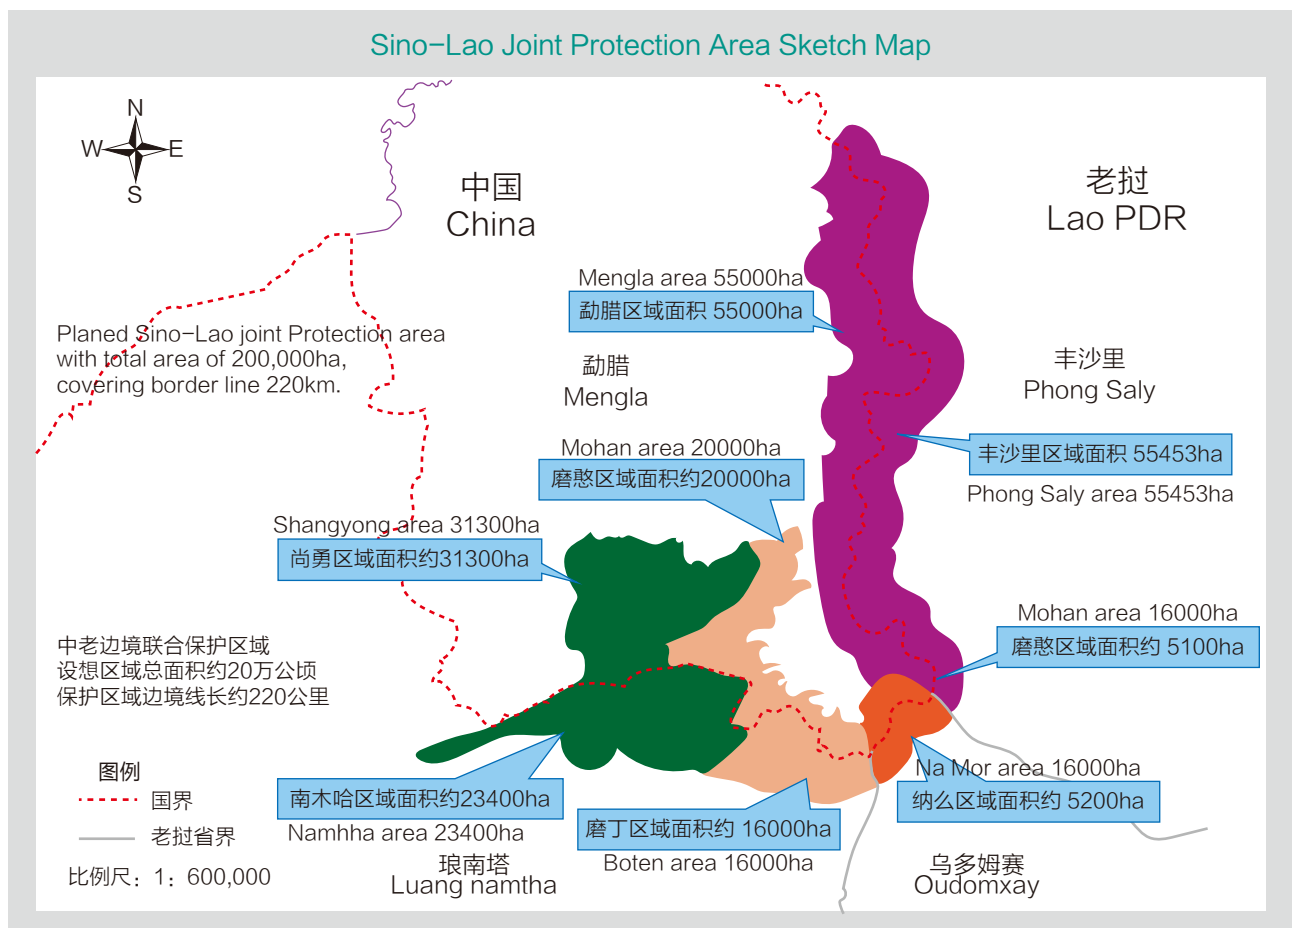 Sino-Lao Joint Protection Area Sketch Map
N
W
E
S
中国
China
老挝
Lao PDR
Mengla area 55000ha
勐腊区域面积 55000ha
Planed Sino-Lao joint Protection area
with total area of 200,000ha,
covering border line 220km.
勐腊
Mengla
丰沙里
Phong Saly
Mohan area 20000ha
磨憨区域面积约20000ha
丰沙里区域面积 55453ha
Phong Saly area 55453ha
Shangyong area 31300ha
尚勇区域面积约31300ha
Mohan area 16000ha
磨憨区域面积约 5100ha
中老边境联合保护区域
设想区域总面积约20万公顷
保护区域边境线长约220公里
图例
国界
老挝省界
比例尺：1：600,000
Na Mor area 16000ha
纳么区域面积约 5200ha
南木哈区域面积约23400ha
Namhha area 23400ha
磨丁区域面积约 16000ha
Boten area 16000ha
琅南塔
Luang namtha
乌多姆赛
Oudomxay